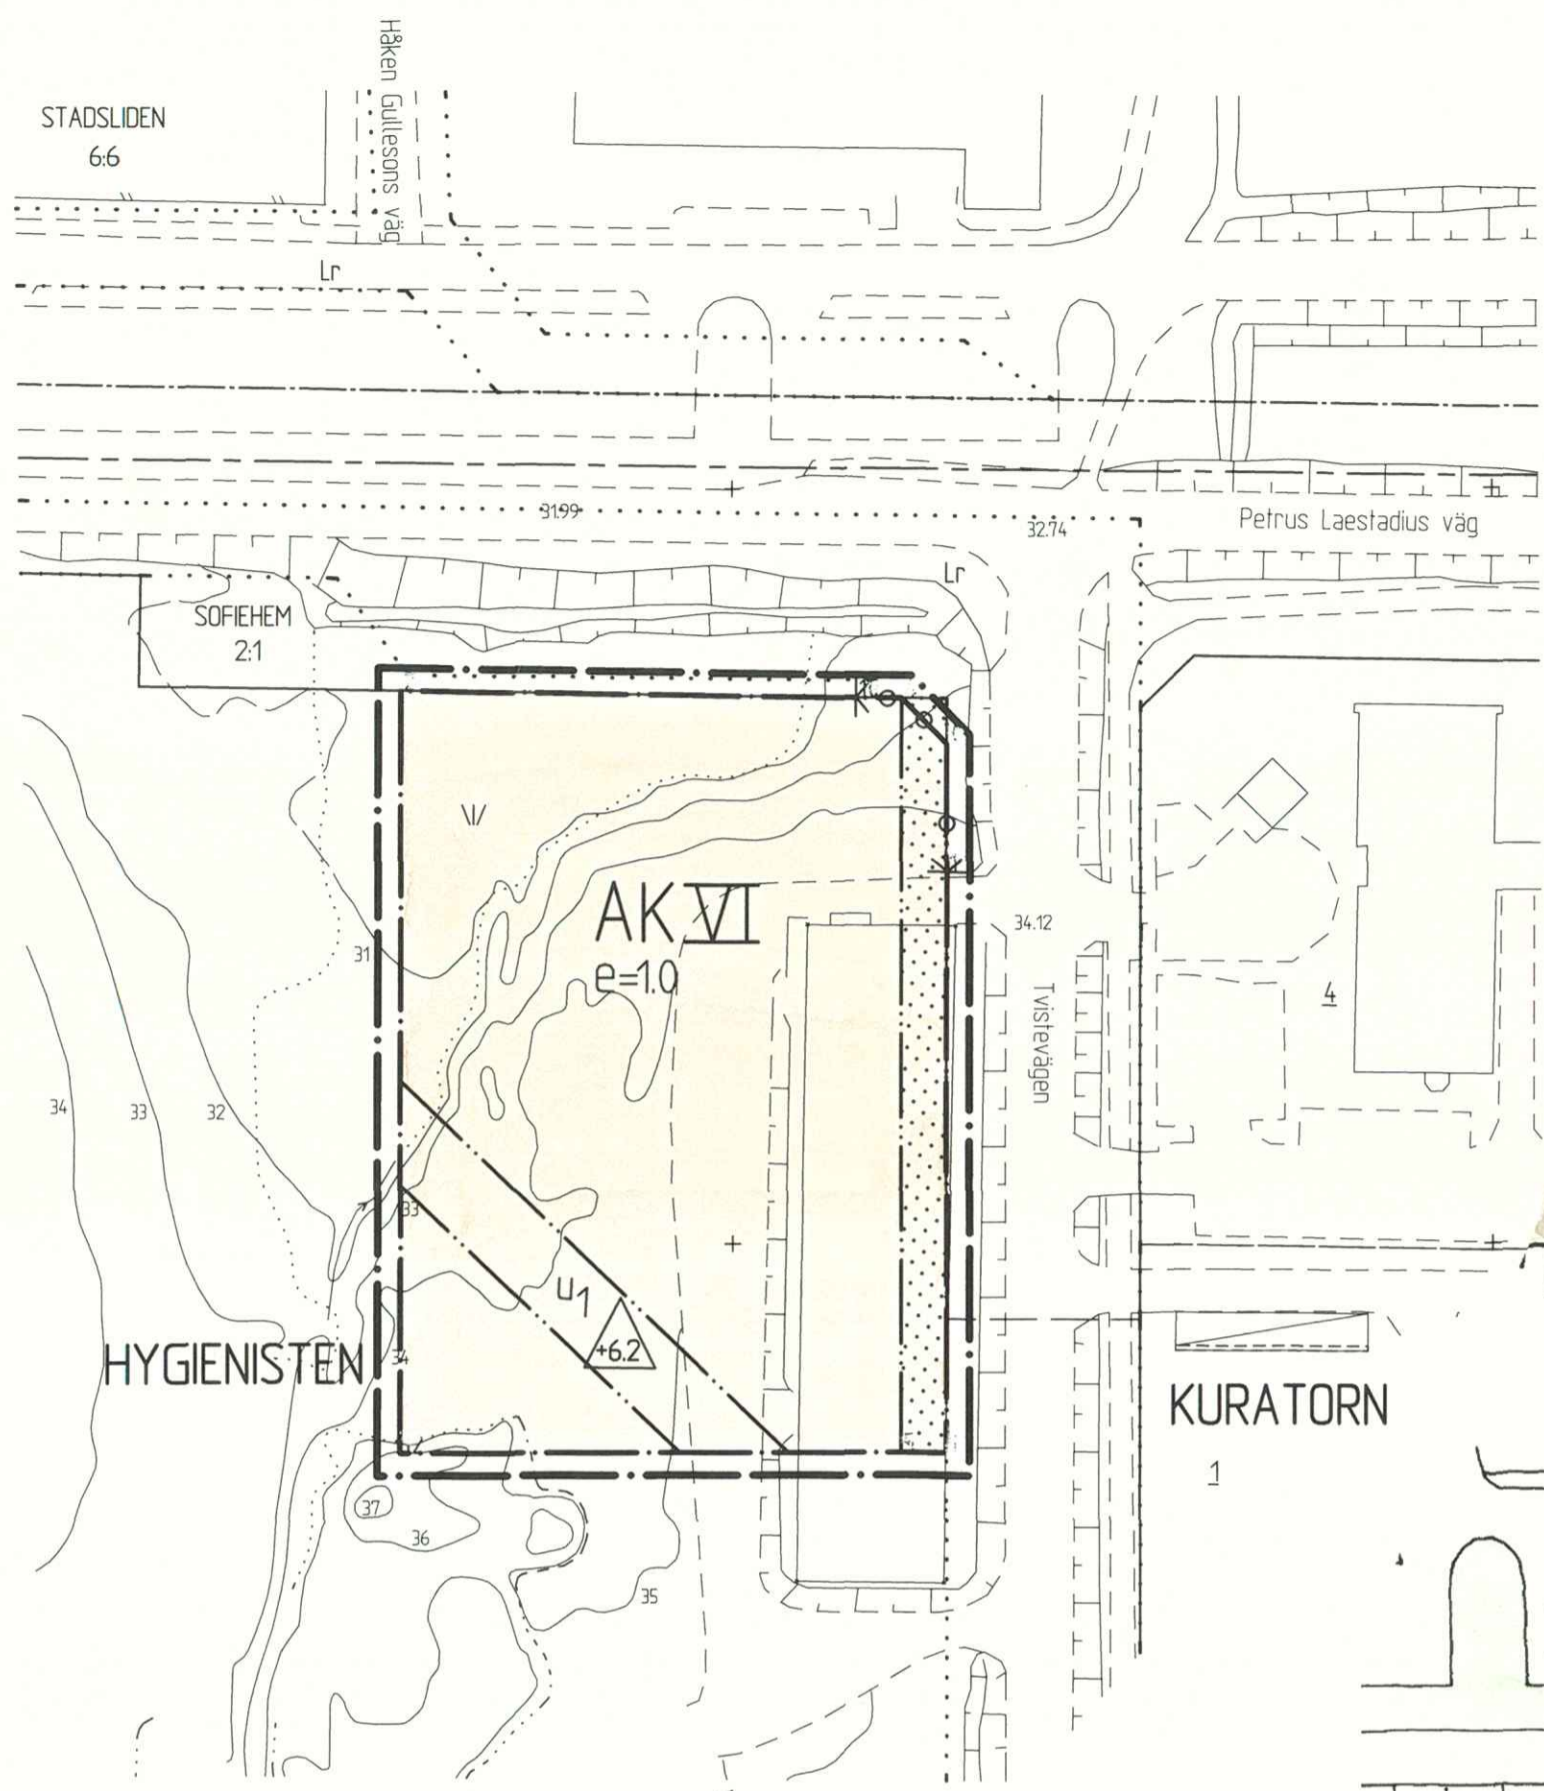 Håken Gullesons väg
STADSLIDEN
6:6
Lr
31.99
32.74
Petrus Laestadius väg
Lr
SOFIEHEM
2:1
AK VI
e=1.0
31
34.12
4
Tvistevägen
34
33
32
33
u1
+6.2
HYGIENISTEN
34
KURATORN
1
37
36
35